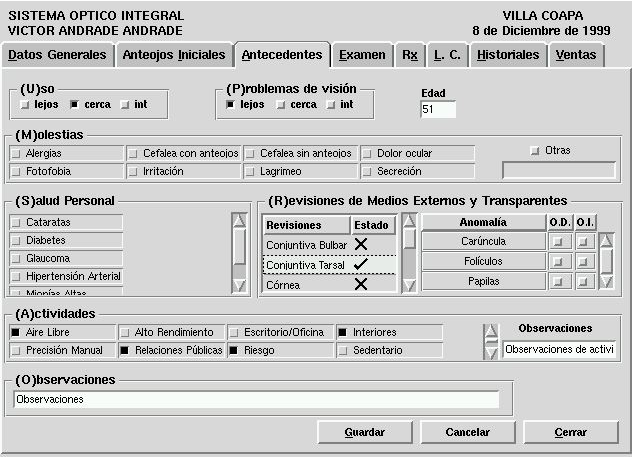 SISTEMA OPTICO INTEGRAL VILLA COAPA
VICTOR ANDRADE ANDRADE 8 de Diciembre de 1999
Datos Generales Anteojos Iniciales Antecedentes Examen Rx L. C. Historiales Ventas
(U)so (P)roblemas de visión Edad
lejos cerca int lejos cerca int 51
(M)olestias
Alergias Cefalea con anteojos Cefalea sin anteojos Dolor ocular Otras
Fotofobia Irritación Lagrimeo Secreción
(S)alud Personal (R)evisiones de Medios Externos y Transparentes
Cataratas Revisiones Estado Anomalía O.D. O.I.
Diabetes Conjuntiva Bulbar Carúncula
Glaucoma Conjuntiva Tarsal Folículos
Hipertensión Arterial Córnea Papilas
Miopías Altas
(A)ctividades
Aire Libre Alto Rendimiento Escritorio/Oficina Interiores Observaciones
Precisión Manual Relaciones Públicas Riesgo Sedentario Observaciones de activi
(O)bservaciones
Observaciones
Guardar Cancelar Cerrar